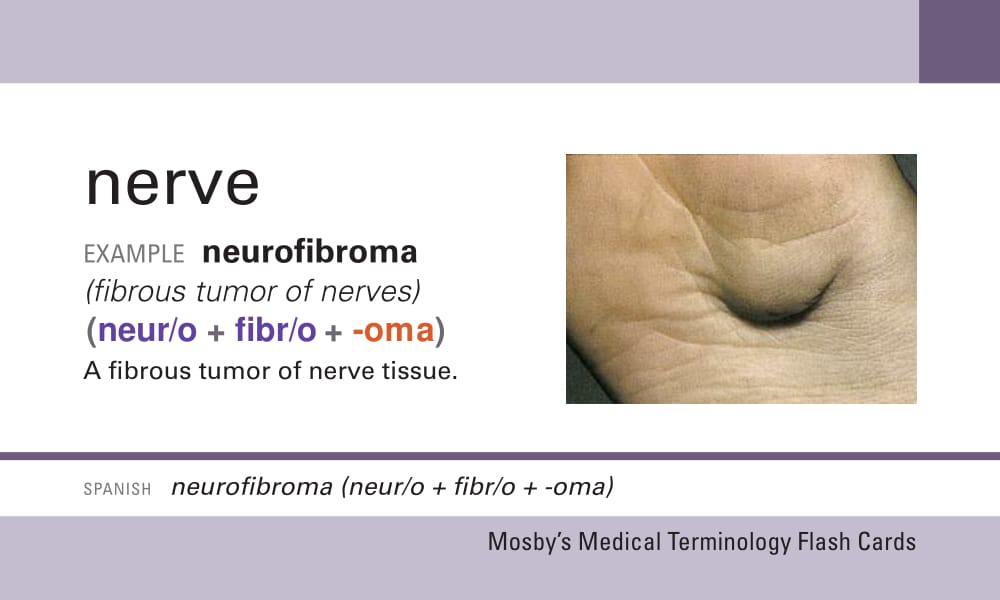 nerve
EXAMPLE neurofibroma
(fibrous tumor of nerves)
(neur/o + fibr/o + -oma)
A fibrous tumor of nerve tissue.
SPANISH neurofibroma (neur/o + fibr/o + -oma)
Mosby's Medical Terminology Flash Cards